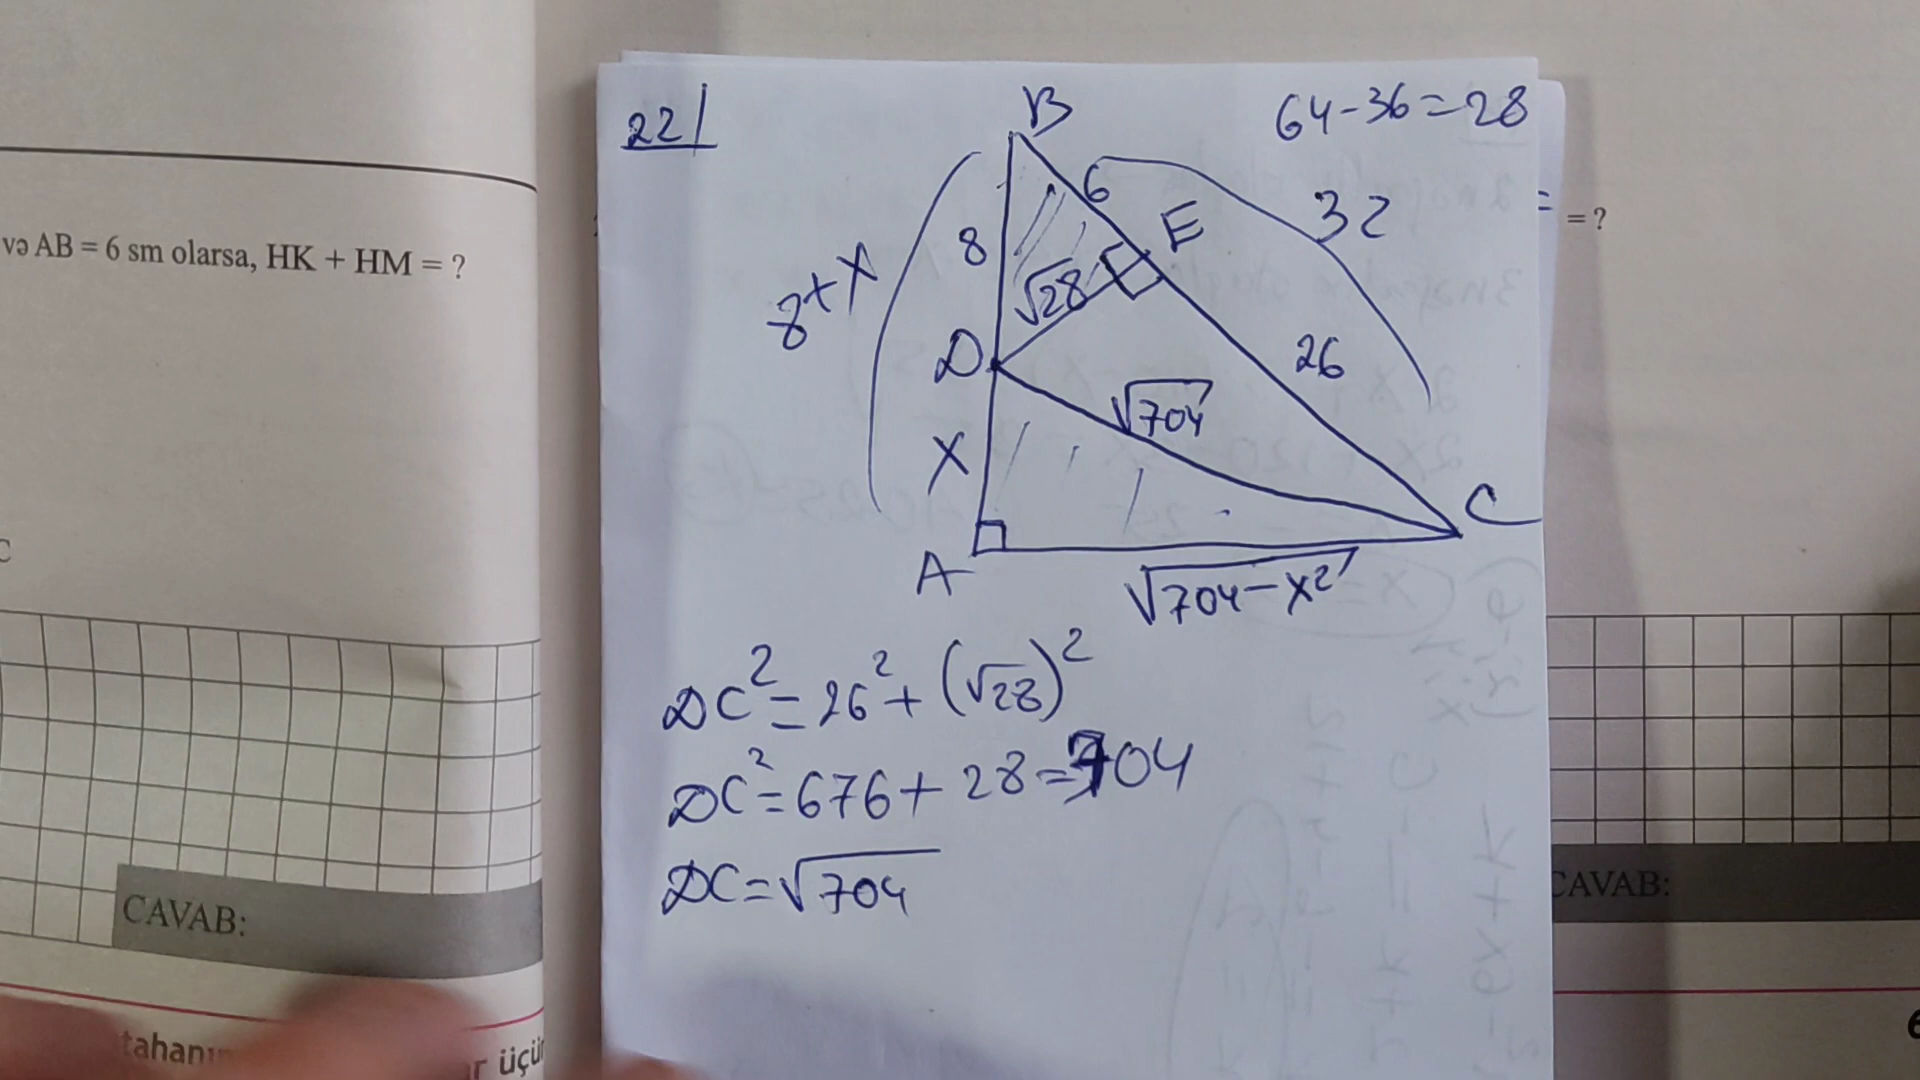 22/
B
64-36=28
6
E
32
8
√28
8+X
D
26
√704
X
C
A
√704-X²
DC²=26²+(√28)²
DC²=676+28=704
DC=√704
və AB = 6 sm olarsa, HK + HM = ?
= ?
CAVAB:
CAVAB:
üçün